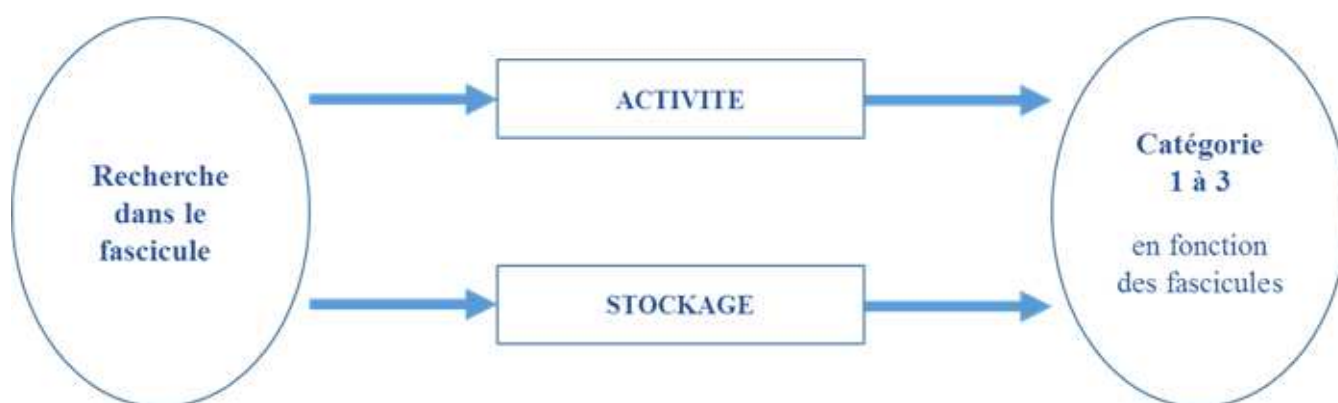 Recherche
dans le
fascicule
ACTIVITE
STOCKAGE
Catégorie
1 à 3
en fonction
des fascicules